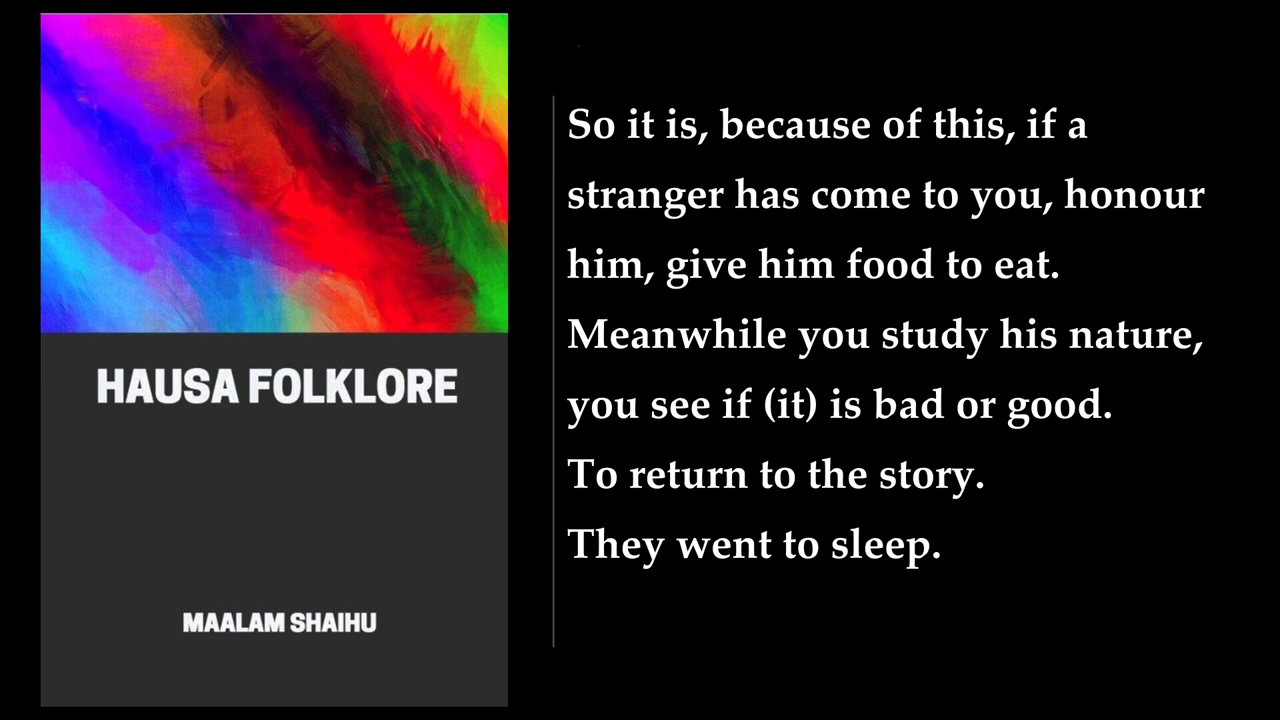 HAUSA FOLKLORE
MAALAM SHAIHU
So it is, because of this, if a
stranger has come to you, honour
him, give him food to eat.
Meanwhile you study his nature,
you see if (it) is bad or good.
To return to the story.
They went to sleep.